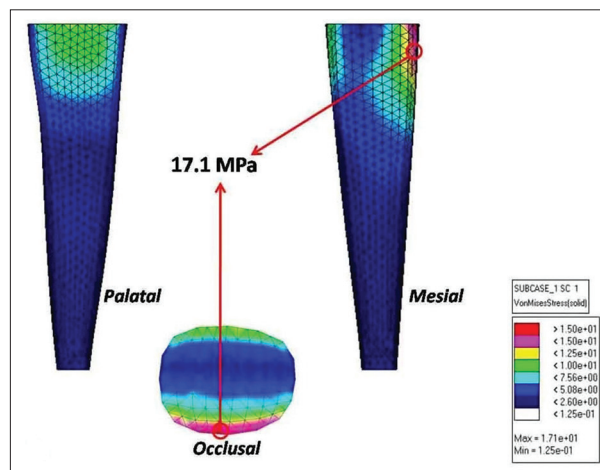 17.1 MPa
Palatal
Mesial
Occlusal
SUBCASE_1 SC 1
VonMisesStress(solid)
> 1.50e+01
< 1.50e+01
< 1.25e+01
< 1.00e+01
< 7.56e+00
< 5.08e+00
< 2.60e+00
< 1.25e-01
Max = 1.71e+01
Min = 1.25e-01